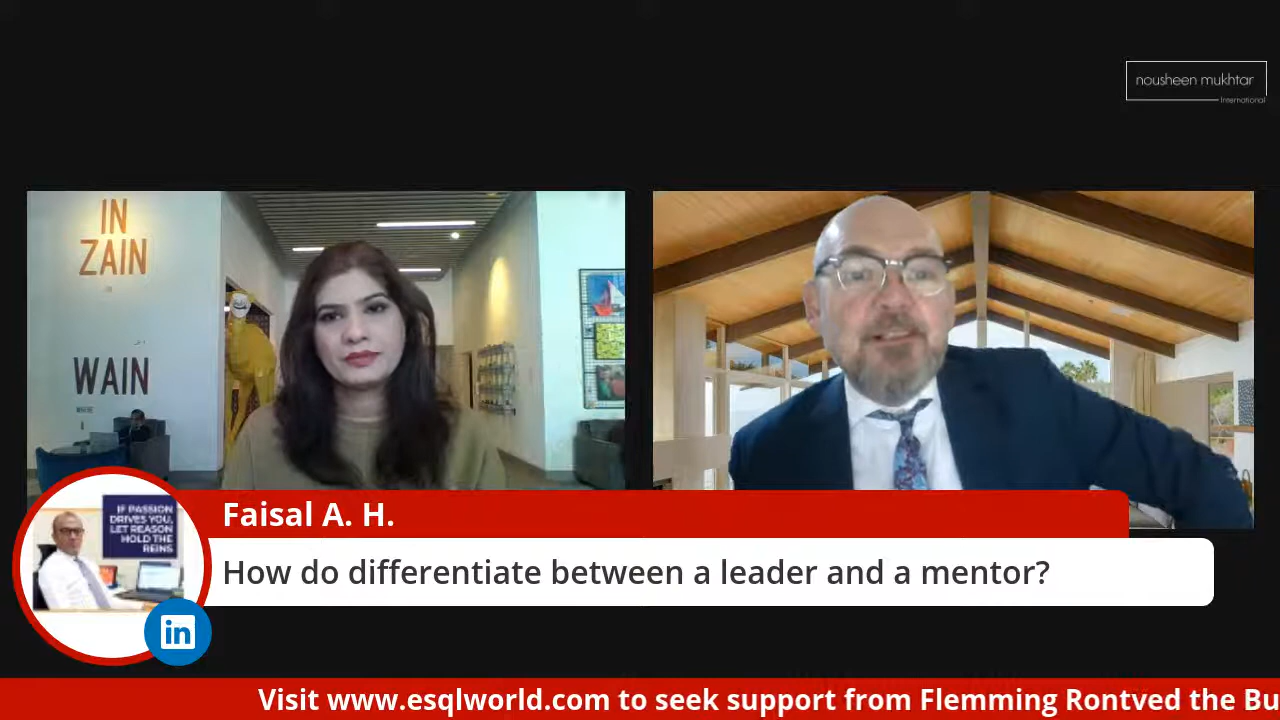 nousheen mukhtar
International
IN
ZAIN
WAIN
IF PASSION
DRIVES YOU,
LET REASON
HOLD THE
REINS
Faisal A. H.
How do differentiate between a leader and a mentor?
in
Visit www.esqlworld.com to seek support from Flemming Rontved the Bu